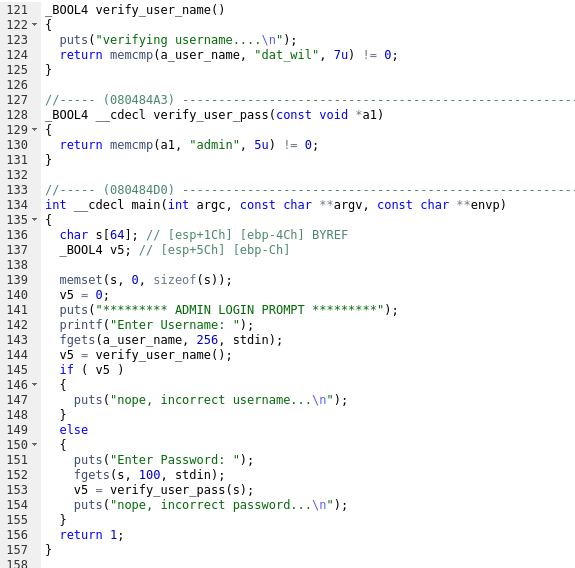 121 _BOOL4 verify_user_name()
122 {
123   puts("verifying username....\n");
124   return memcmp(a_user_name, "dat_wil", 7u) != 0;
125 }
126
127 //----- (080484A3) --------------------------------------------------------
128 _BOOL4 __cdecl verify_user_pass(const void *a1)
129 {
130   return memcmp(a1, "admin", 5u) != 0;
131 }
132
133 //----- (080484D0) --------------------------------------------------------
134 int __cdecl main(int argc, const char **argv, const char **envp)
135 {
136   char s[64]; // [esp+1Ch] [ebp-4Ch] BYREF
137   _BOOL4 v5; // [esp+5Ch] [ebp-Ch]
138
139   memset(s, 0, sizeof(s));
140   v5 = 0;
141   puts("********* ADMIN LOGIN PROMPT *********");
142   printf("Enter Username: ");
143   fgets(a_user_name, 256, stdin);
144   v5 = verify_user_name();
145   if ( v5 )
146   {
147     puts("nope, incorrect username...\n");
148   }
149   else
150   {
151     puts("Enter Password: ");
152     fgets(s, 100, stdin);
153     v5 = verify_user_pass(s);
154     puts("nope, incorrect password...\n");
155   }
156   return 1;
157 }
158